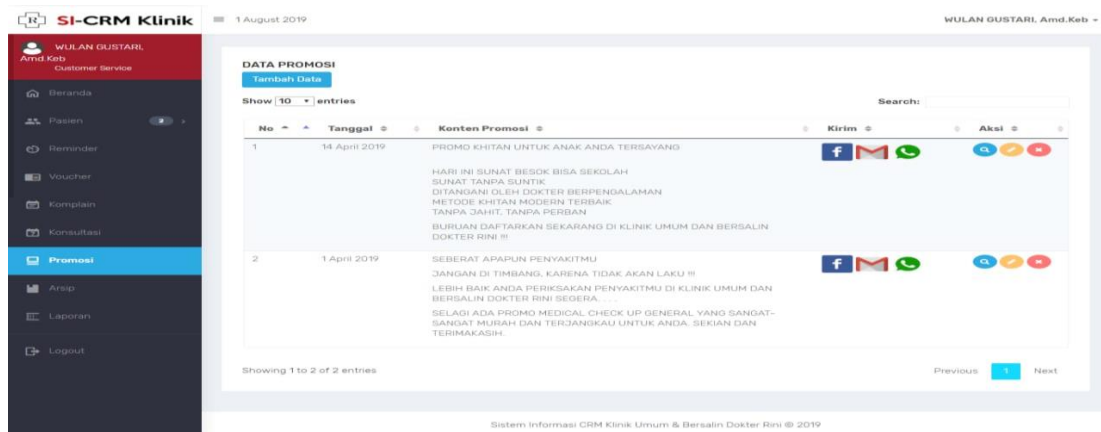 SI-CRM Klinik
1 August 2019
WULAN GUSTARI, Amd.Keb
WULAN GUSTARI,
Amd.Keb
Customer Service
Beranda
Pasien 2
Reminder
Voucher
Komplain
Konsultasi
Promosi
Arsip
Laporan
Logout
DATA PROMOSI
Tambah Data
Show 10 entries
Search:
No Tanggal Konten Promosi Kirim Aksi
1 14 April 2019 PROMO KHITAN UNTUK ANAK ANDA TERSAYANG
HARI INI SUNAT BESOK BISA SEKOLAH
SUNAT TANPA SUNTIK
DITANGANI OLEH DOKTER BERPENGALAMAN
METODE KHITAN MODERN TERBAIK
TANPA JAHIT, TANPA PERBAN
BURUAN DAFTARKAN SEKARANG DI KLINIK UMUM DAN BERSALIN
DOKTER RINI !!!
2 1 April 2019 SEBERAT APAPUN PENYAKITMU
JANGAN DI TIMBANG, KARENA TIDAK AKAN LAKU !!!
LEBIH BAIK ANDA PERIKSAKAN PENYAKITMU DI KLINIK UMUM DAN
BERSALIN DOKTER RINI SEGERA. . . .
SELAGI ADA PROMO MEDICAL CHECK UP GENERAL YANG SANGAT-
SANGAT MURAH DAN TERJANGKAU UNTUK ANDA. SEKIAN DAN
TERIMAKASIH.
Showing 1 to 2 of 2 entries
Previous 1 Next
Sistem Informasi CRM Klinik Umum & Bersalin Dokter Rini © 2019